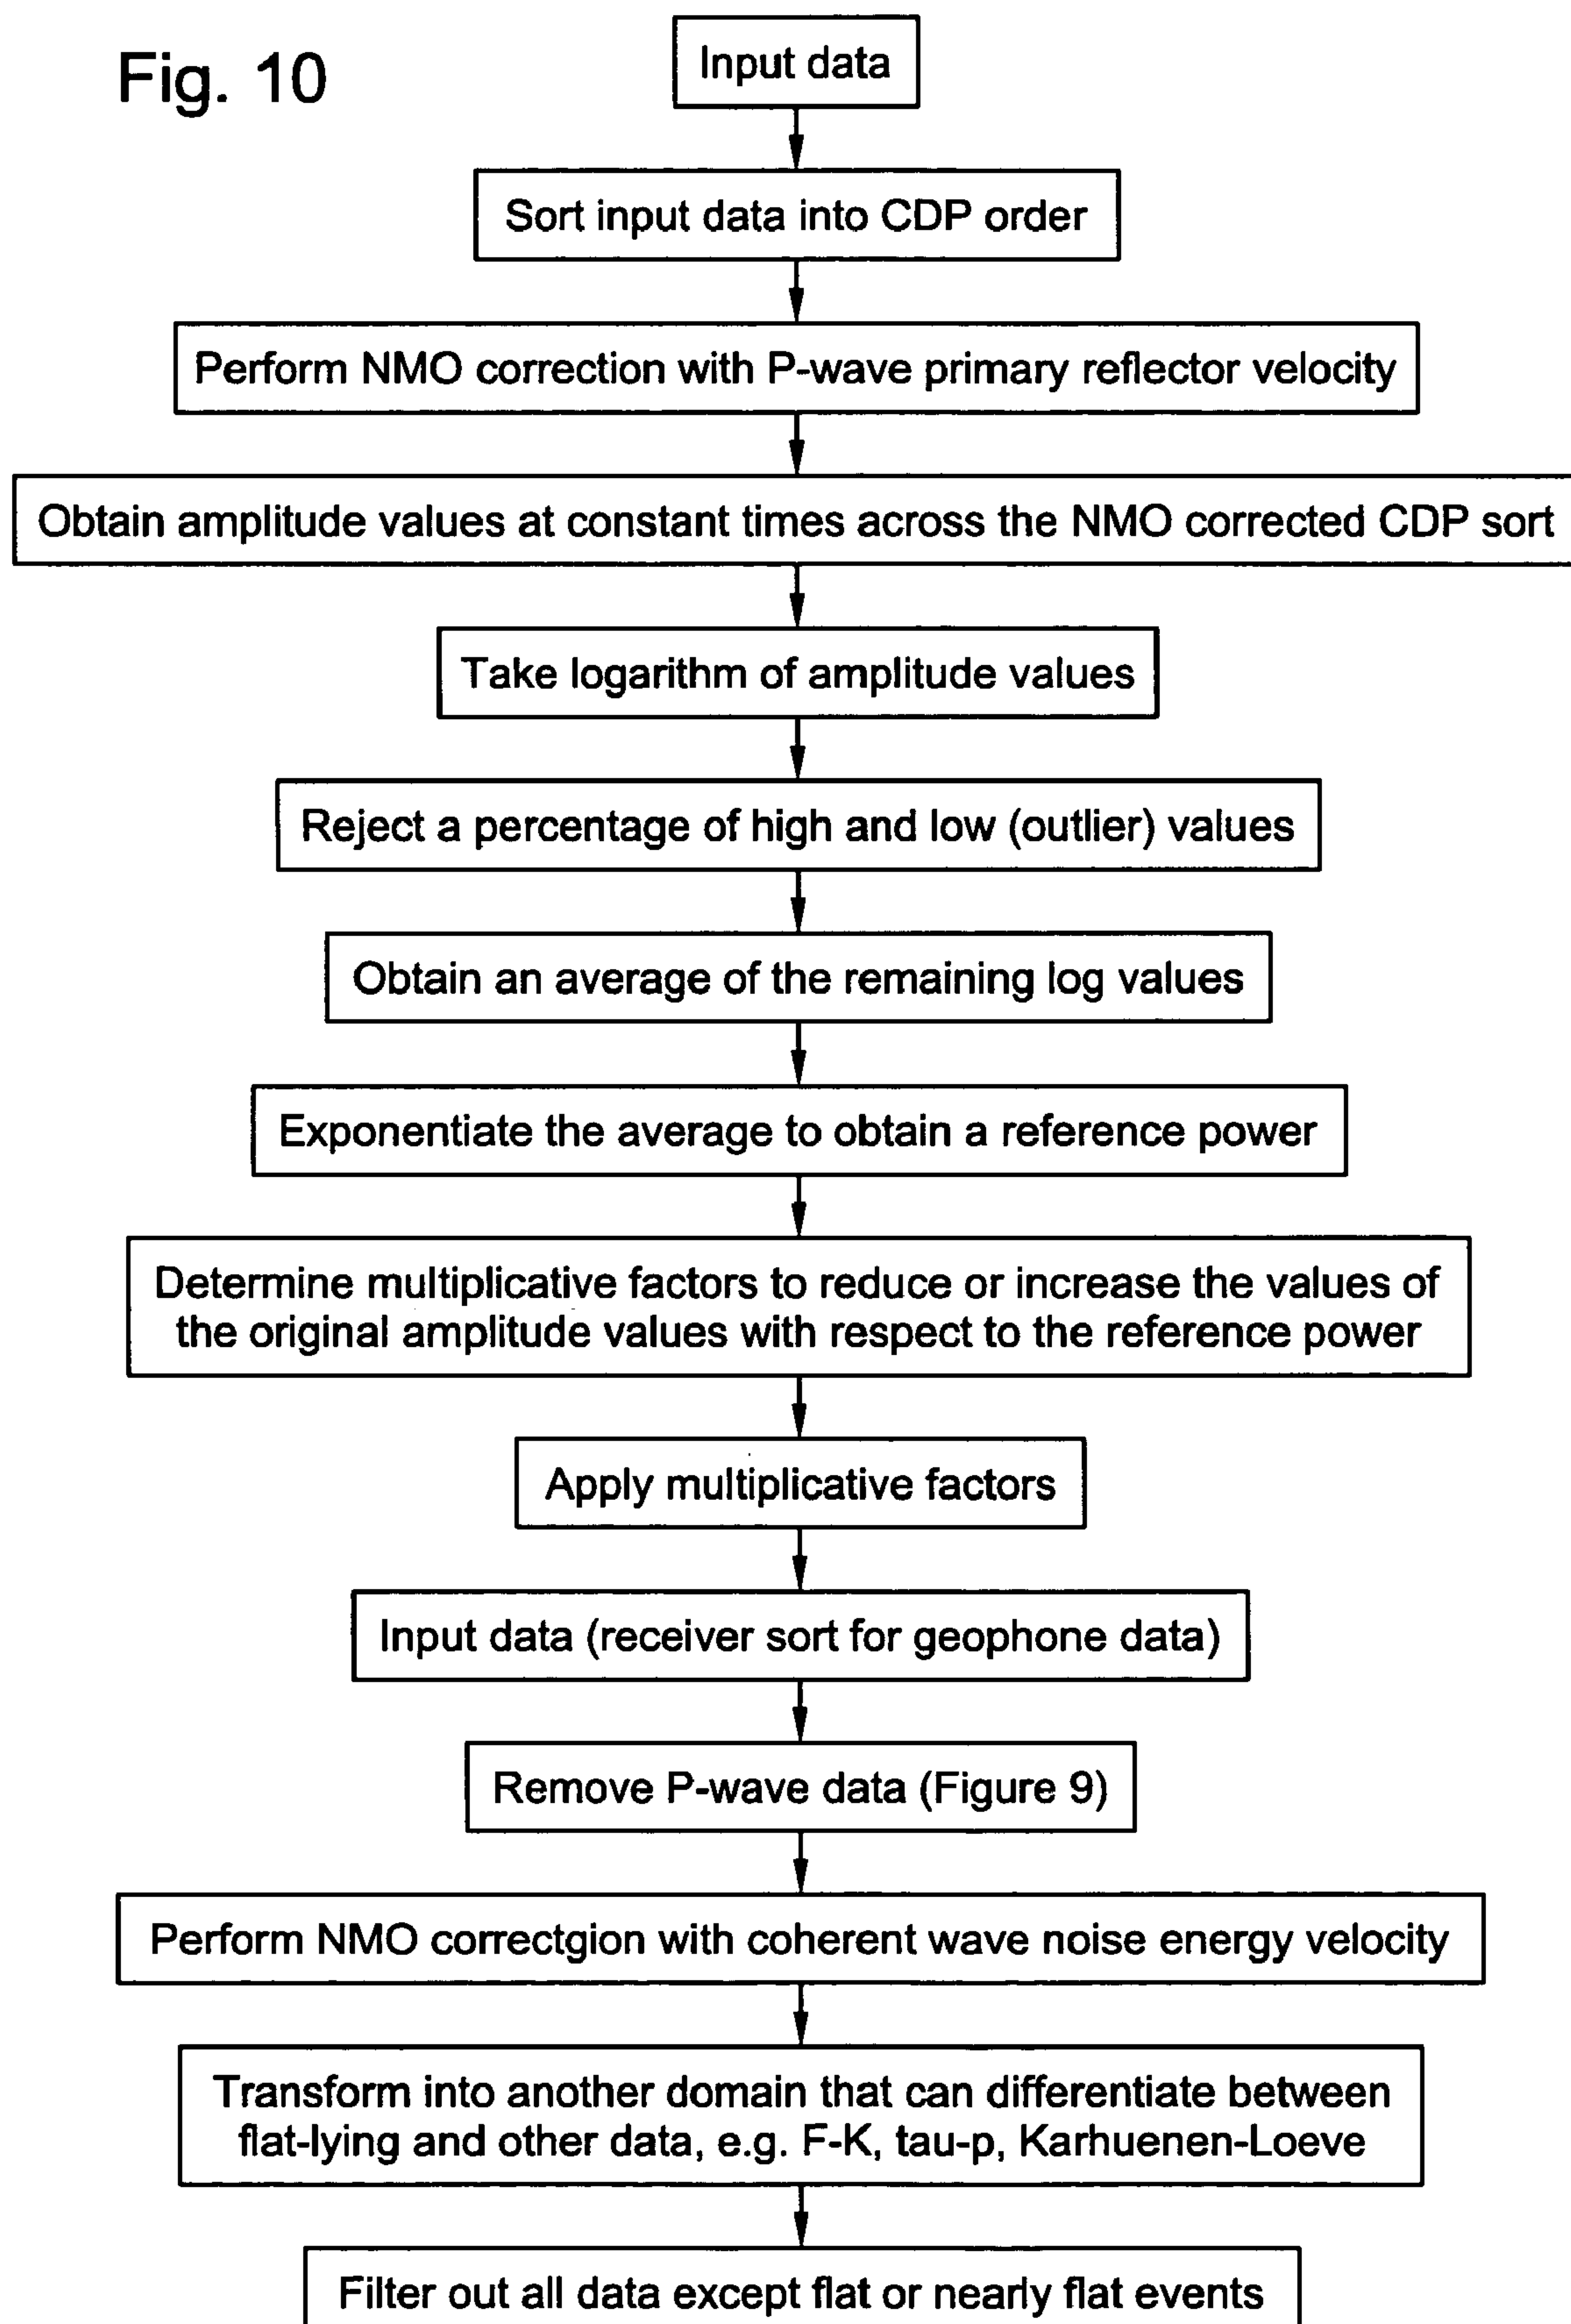 Fig. 10
Input data
Sort input data into CDP order
Perform NMO correction with P-wave primary reflector velocity
Obtain amplitude values at constant times across the NMO corrected CDP sort
Take logarithm of amplitude values
Reject a percentage of high and low (outlier) values
Obtain an average of the remaining log values
Exponentiate the average to obtain a reference power
Determine multiplicative factors to reduce or increase the values of
the original amplitude values with respect to the reference power
Apply multiplicative factors
Input data (receiver sort for geophone data)
Remove P-wave data (Figure 9)
Perform NMO correctgion with coherent wave noise energy velocity
Transform into another domain that can differentiate between
flat-lying and other data, e.g. F-K, tau-p, Karhuenen-Loeve
Filter out all data except flat or nearly flat events